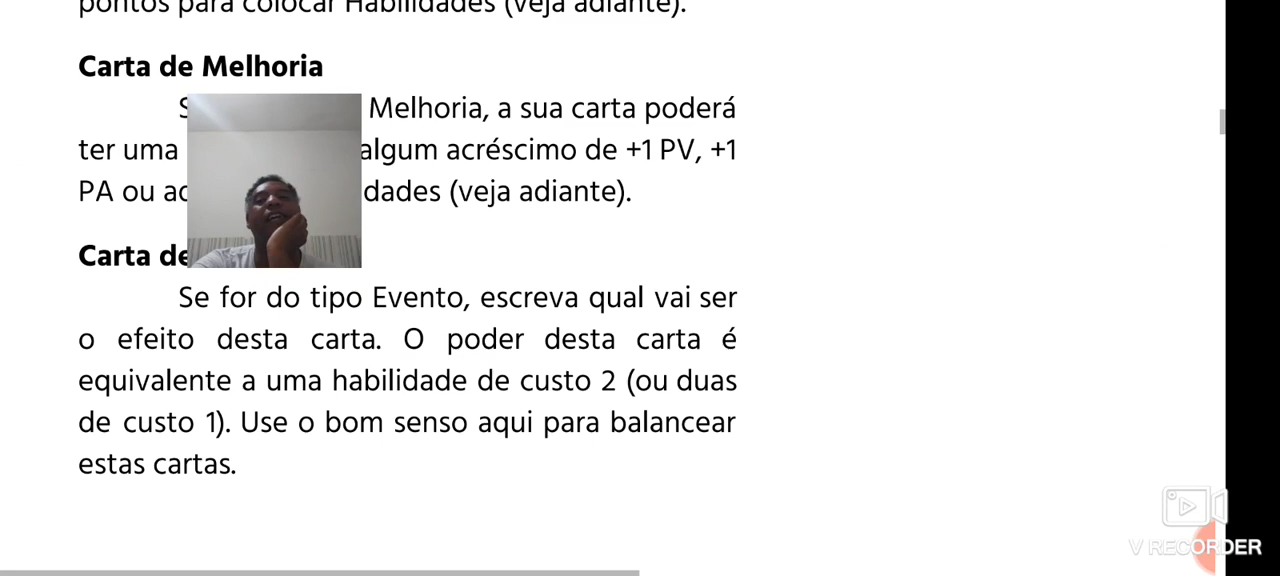 pontos para colocar Habilidades (veja adiante).
Carta de Melhoria
Melhoria, a sua carta poderá
ter uma algum acréscimo de +1 PV, +1
PA ou dades (veja adiante).
Carta de
Se for do tipo Evento, escreva qual vai ser
o efeito desta carta. O poder desta carta é
equivalente a uma habilidade de custo 2 (ou duas
de custo 1). Use o bom senso aqui para balancear
estas cartas.
V RECORDER